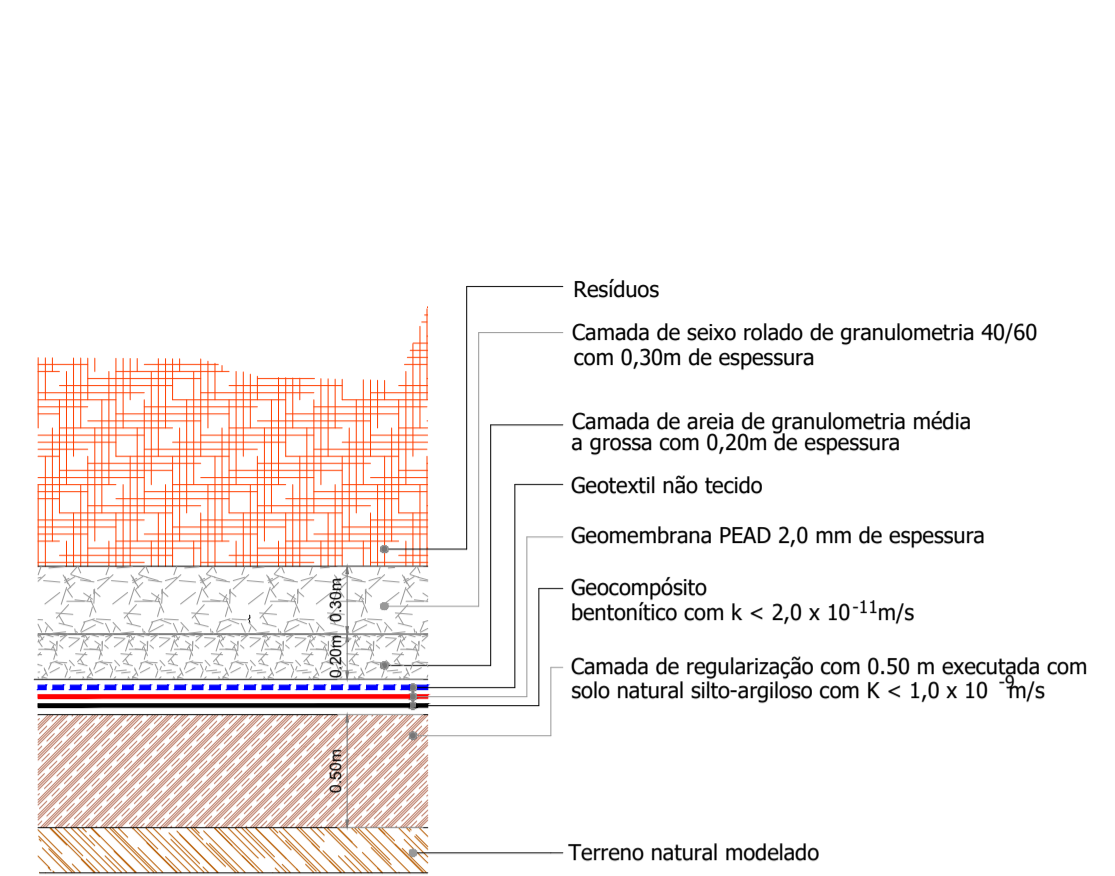 Resíduos
Camada de seixo rolado de granulometria 40/60
com 0,30m de espessura
Camada de areia de granulometria média
a grossa com 0,20m de espessura
Geotextil não tecido
Geomembrana PEAD 2,0 mm de espessura
Geocompósito
bentonítico com k < 2,0 x 10⁻¹¹m/s
Camada de regularização com 0.50 m executada com
solo natural silto-argiloso com K < 1,0 x 10 ⁻⁹m/s
Terreno natural modelado
0.30m
0.20m
0.50m